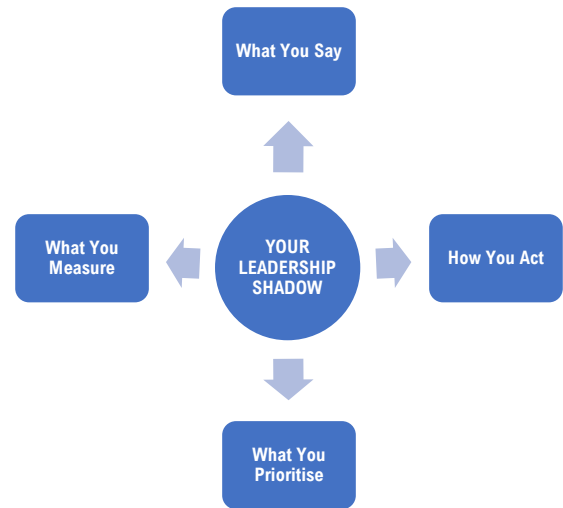 What You Say
What You
Measure
YOUR
LEADERSHIP
SHADOW
How You Act
What You
Prioritise